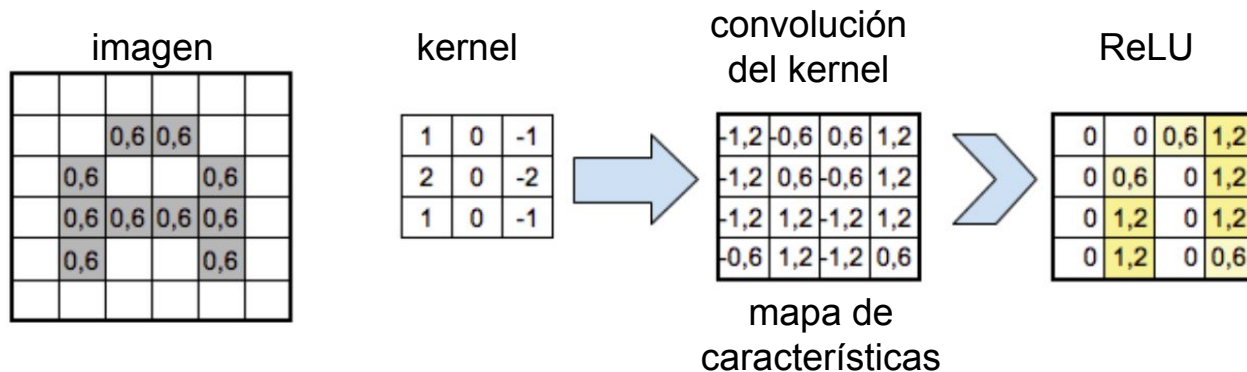 imagen
kernel
convolución
del kernel
ReLU
0,6 0,6
0,6 0,6
0,6 0,6 0,6 0,6
0,6 0,6
1 0 -1
2 0 -2
1 0 -1
-1,2 -0,6 0,6 1,2
-1,2 0,6 -0,6 1,2
-1,2 1,2 -1,2 1,2
-0,6 1,2 -1,2 0,6
0 0 0,6 1,2
0 0,6 0 1,2
0 1,2 0 1,2
0 1,2 0 0,6
mapa de
características